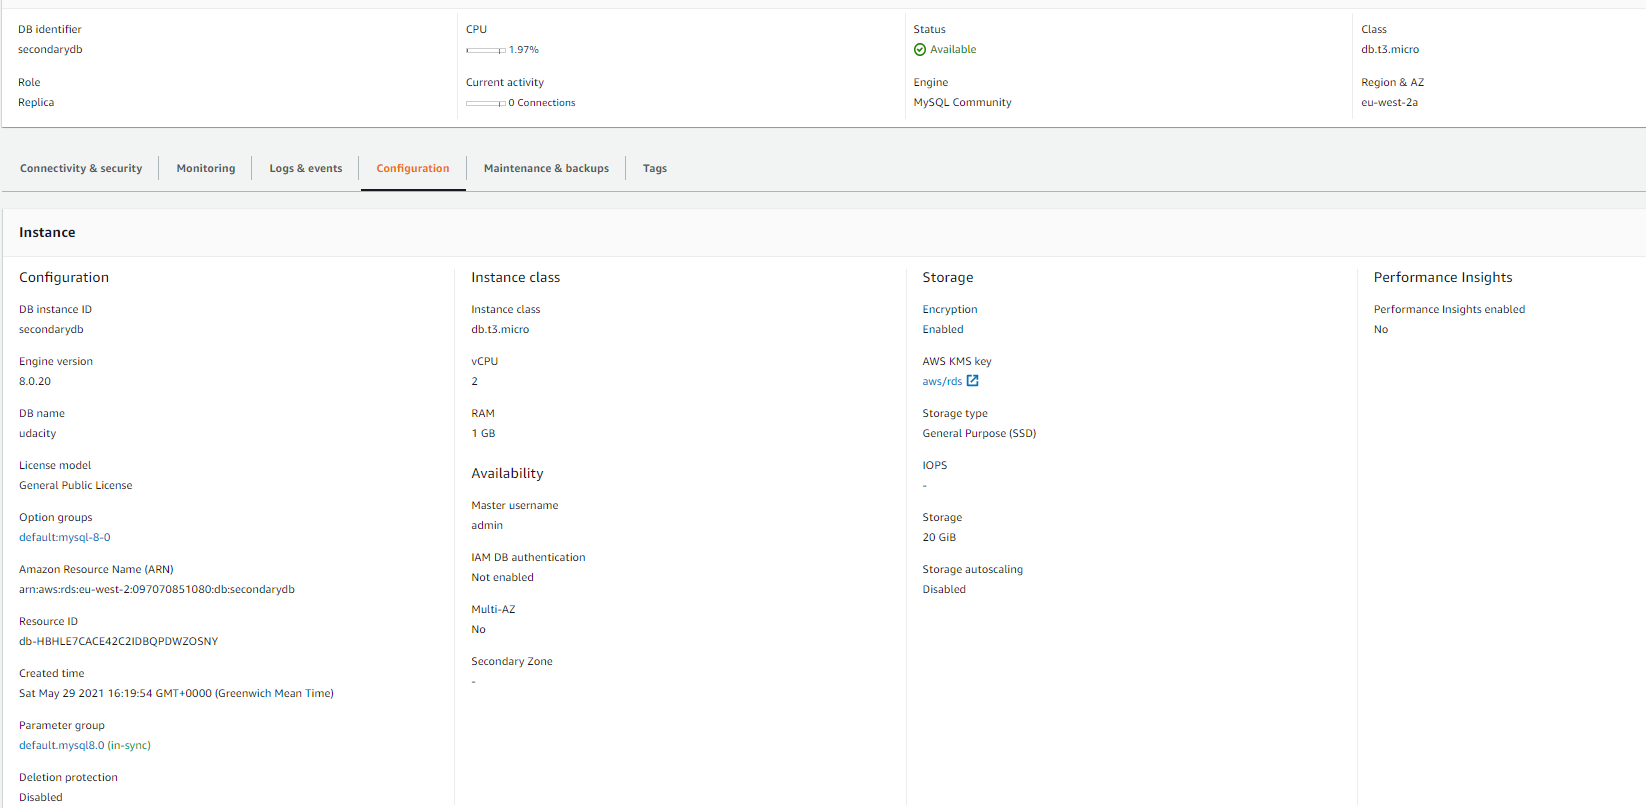 DB identifier
secondarydb
CPU
1.97%
Status
Available
Class
db.t3.micro
Role
Replica
Current activity
0 Connections
Engine
MySQL Community
Region & AZ
eu-west-2a
Connectivity & security
Monitoring
Logs & events
Configuration
Maintenance & backups
Tags
Instance
Configuration
DB instance ID
secondarydb
Engine version
8.0.20
DB name
udacity
License model
General Public License
Option groups
default:mysql-8-0
Amazon Resource Name (ARN)
arn:aws:rds:eu-west-2:097070851080:db:secondarydb
Resource ID
db-HBHLE7CACE42C2IDBQPDWZOSNY
Created time
Sat May 29 2021 16:19:54 GMT+0000 (Greenwich Mean Time)
Parameter group
default.mysql8.0 (in-sync)
Deletion protection
Disabled
Instance class
Instance class
db.t3.micro
vCPU
2
RAM
1 GB
Availability
Master username
admin
IAM DB authentication
Not enabled
Multi-AZ
No
Secondary Zone
-
Storage
Encryption
Enabled
AWS KMS key
aws/rds
Storage type
General Purpose (SSD)
IOPS
-
Storage
20 GiB
Storage autoscaling
Disabled
Performance Insights
Performance Insights enabled
No